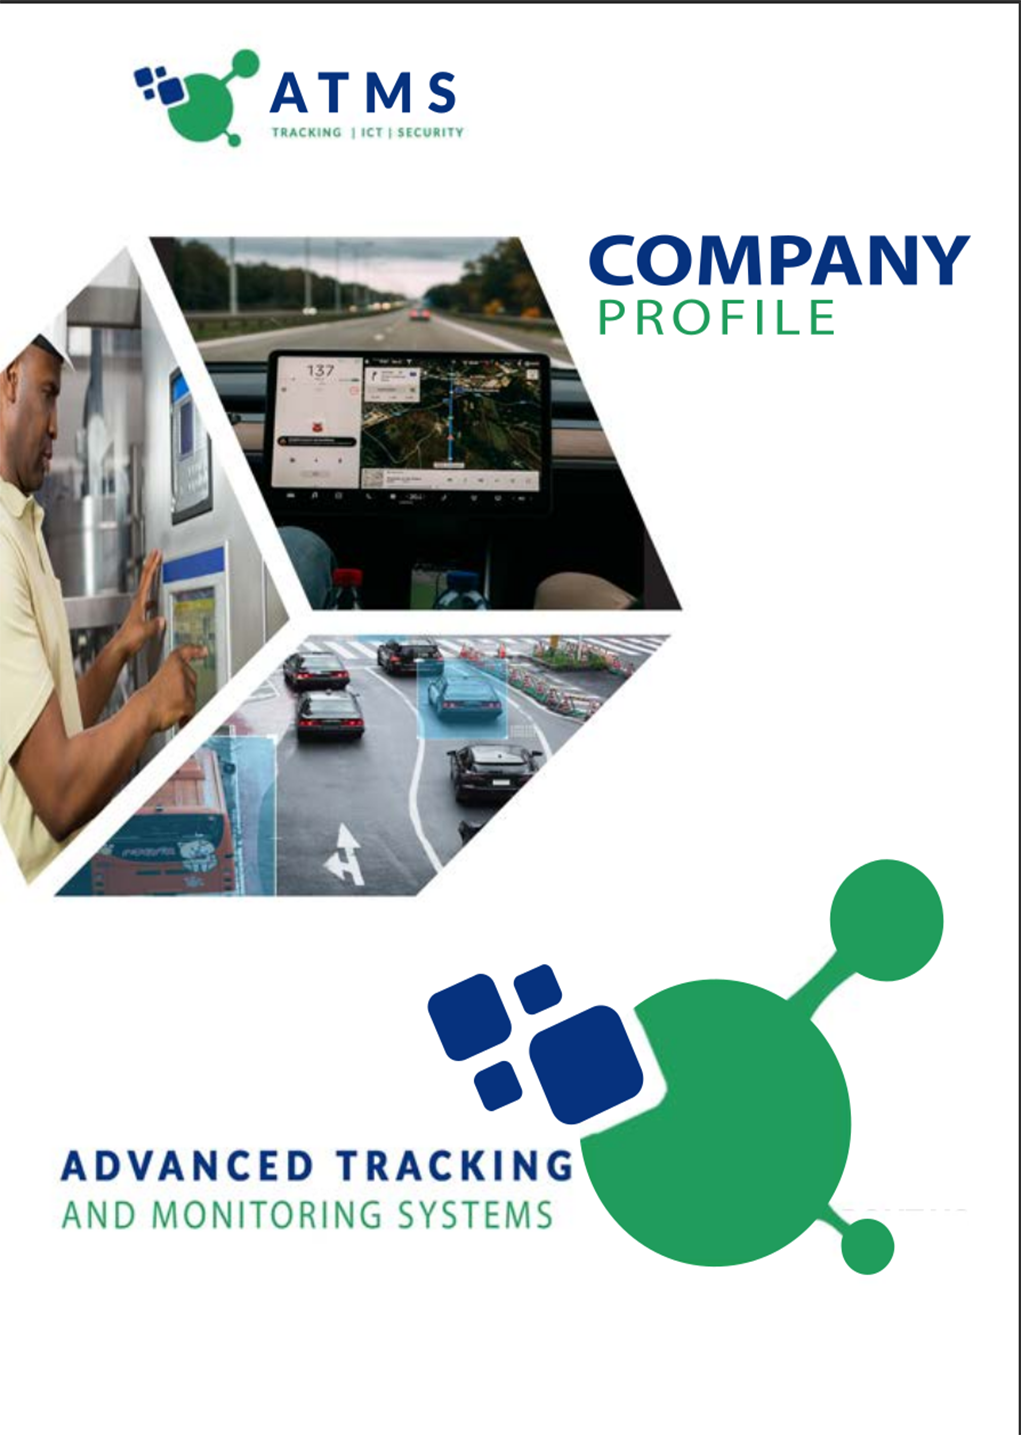 ATMS
TRACKING | ICT | SECURITY
COMPANY
PROFILE
137
ADVANCED TRACKING
AND MONITORING SYSTEMS